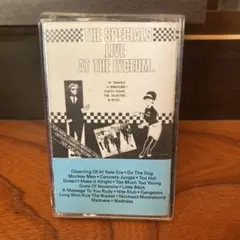 THE SPECIALS
LIVE
AT THE LYCEUM...
(Dawning Of A) New Era • Do The Dog
Monkey Man • Concrete Jungle • Too Hot
Doesn't Make It Alright • Too Much Too Young
Guns Of Navarone • Little Bitch
A Message To You Rudy • Nite Klub • Gangsters
Long Shot Kick The Bucket • Skinhead Moonstomp
Madness • Madness